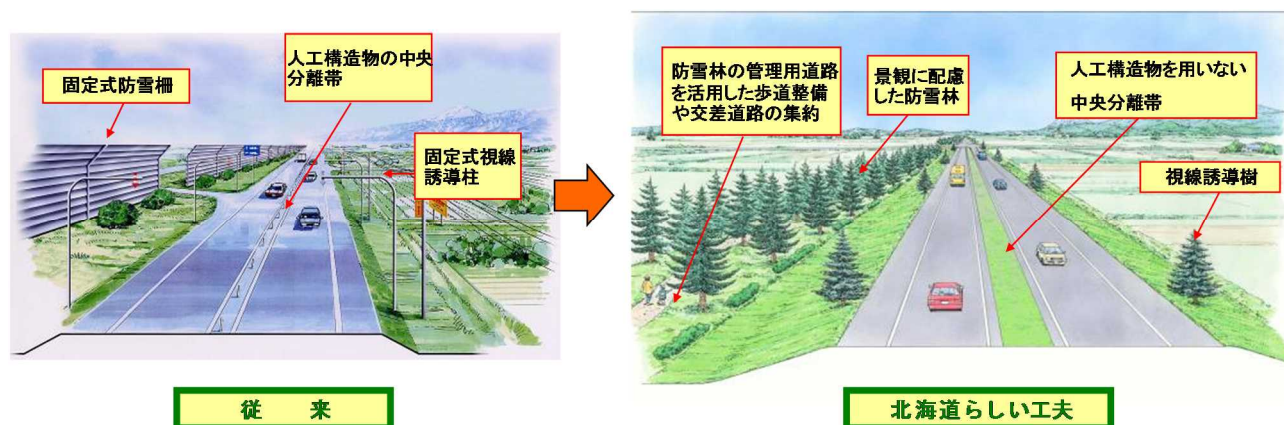 固定式防雪柵
人工構造物の中央
分離帯
固定式視線
誘導柱
従 来
防雪林の管理用道路
を活用した歩道整備
や交差道路の集約
景観に配慮
した防雪林
人工構造物を用いない
中央分離帯
視線誘導樹
北海道らしい工夫